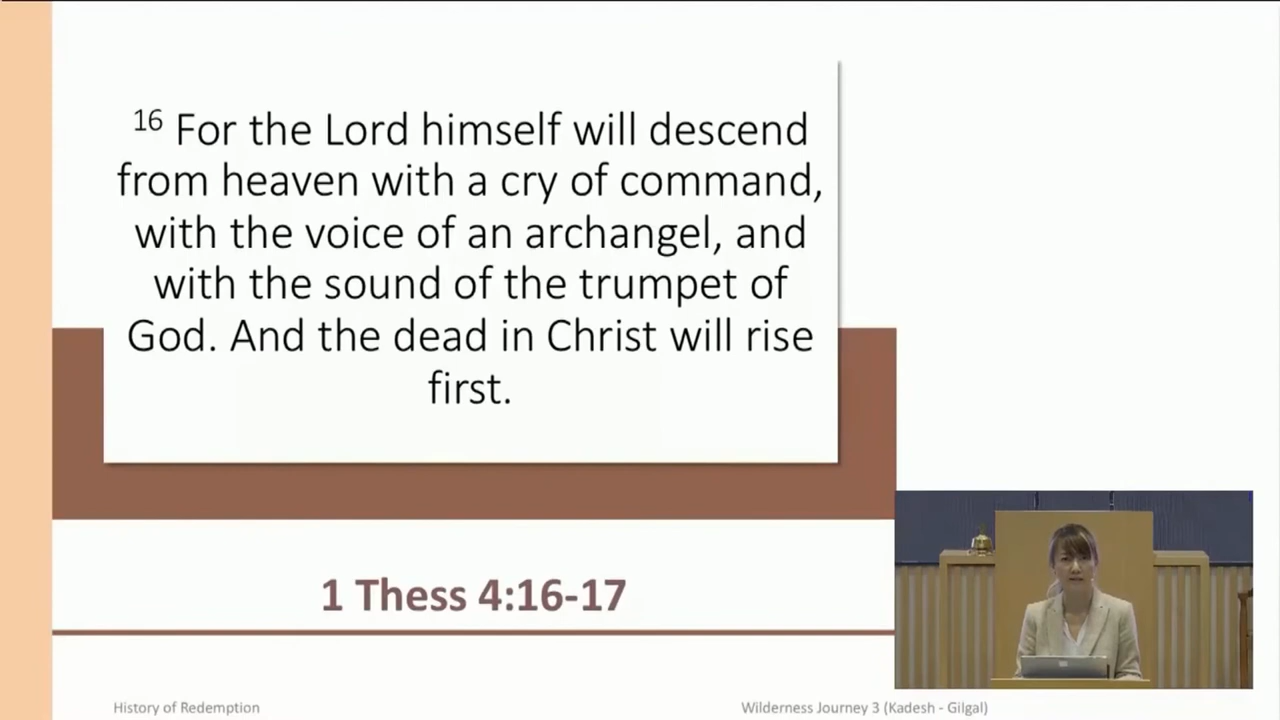 16 For the Lord himself will descend
from heaven with a cry of command,
with the voice of an archangel, and
with the sound of the trumpet of
God. And the dead in Christ will rise
first.
1 Thess 4:16-17
History of Redemption
Wilderness Journey 3 (Kadesh - Gilgal)